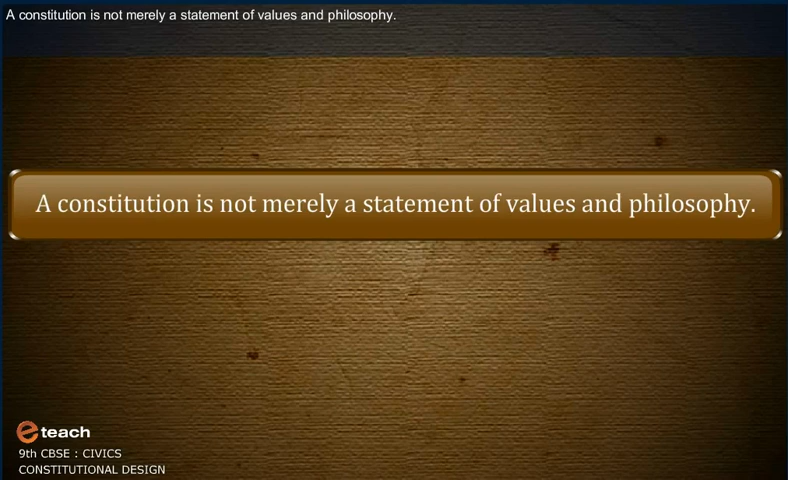 A constitution is not merely a statement of values and philosophy.
A constitution is not merely a statement of values and philosophy.
e teach
9th CBSE : CIVICS
CONSTITUTIONAL DESIGN